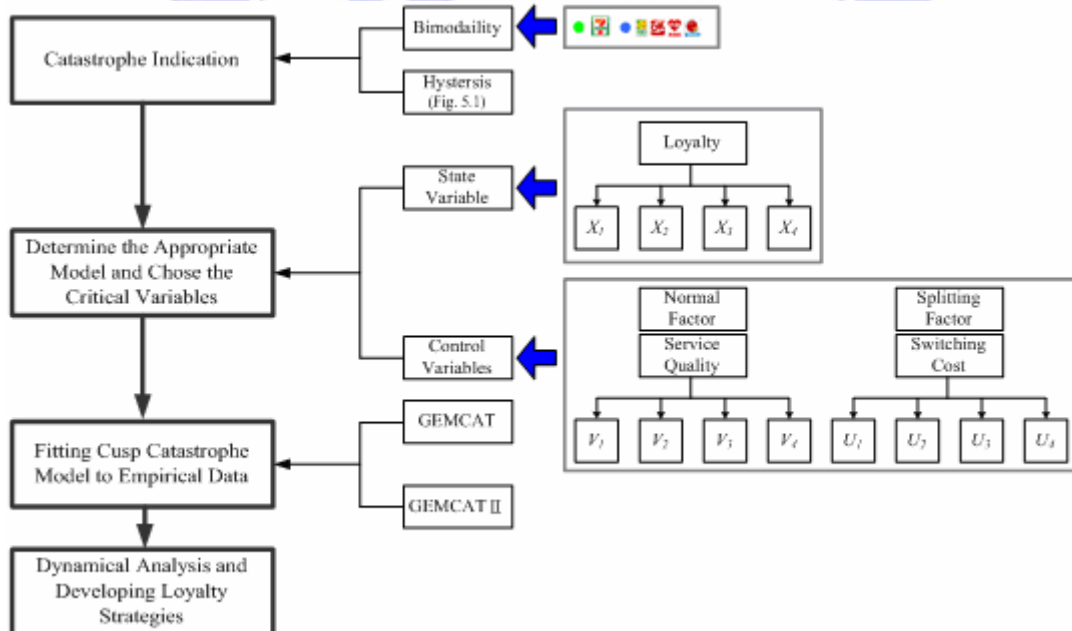 Catastrophe Indication
Bimodaility
Hystersis
(Fig. 5.1)
Determine the Appropriate
Model and Chose the
Critical Variables
State
Variable
Loyalty
X1 X2 X3 X4
Control
Variables
Normal
Factor
Service
Quality
V1 V2 V3 V4
Splitting
Factor
Switching
Cost
U1 U2 U3 U4
Fitting Cusp Catastrophe
Model to Empirical Data
GEMCAT
GEMCAT II
Dynamical Analysis and
Developing Loyalty
Strategies